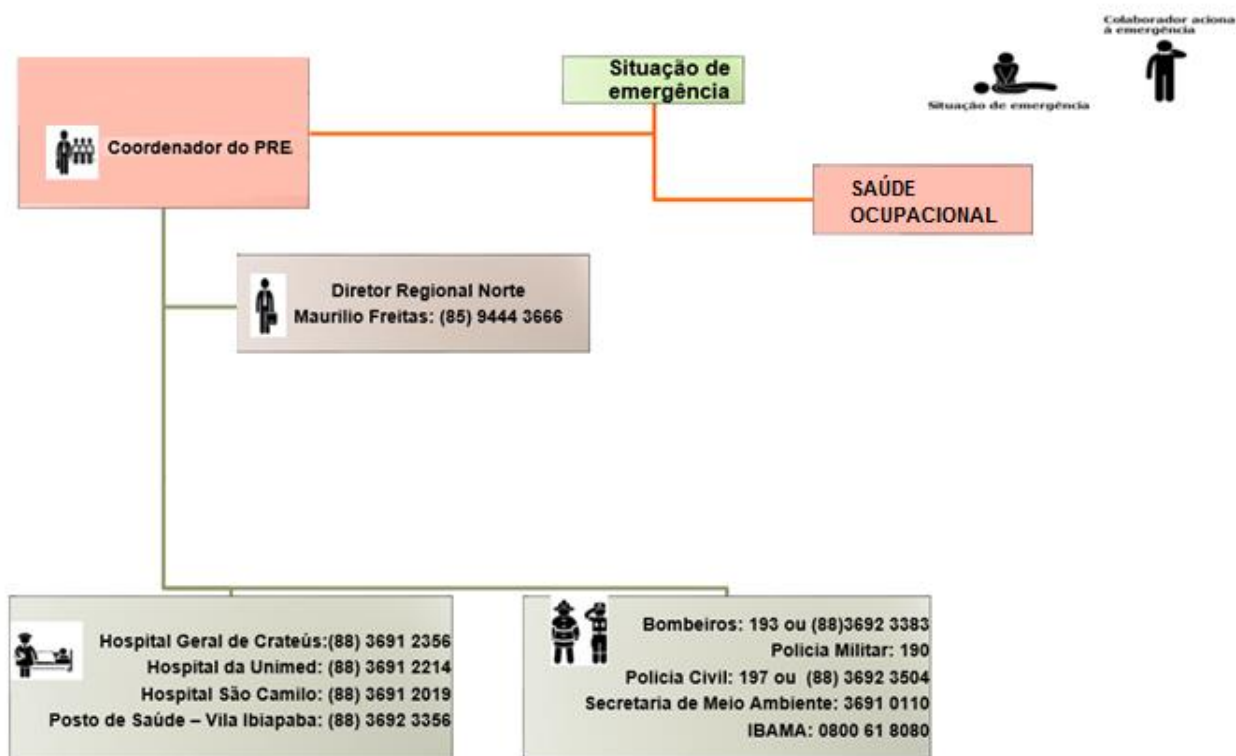 Colaborador aciona
à emergência
Situação de emergência
Situação de
emergência
Coordenador do PRE
SAÚDE
OCUPACIONAL
Diretor Regional Norte
Maurilio Freitas: (85) 9444 3666
Hospital Geral de Crateús:(88) 3691 2356
Hospital da Unimed: (88) 3691 2214
Hospital São Camilo: (88) 3691 2019
Posto de Saúde – Vila Ibiapaba: (88) 3692 3356
Bombeiros: 193 ou (88)3692 3383
Policia Militar: 190
Policia Civil: 197 ou (88) 3692 3504
Secretaria de Meio Ambiente: 3691 0110
IBAMA: 0800 61 8080